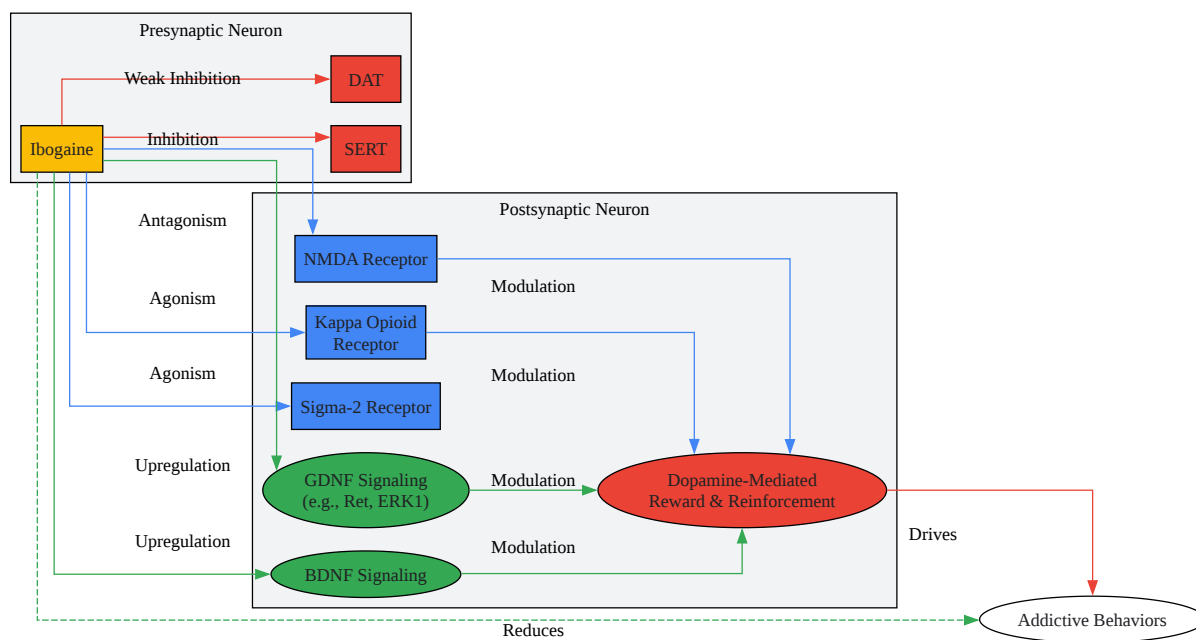 Presynaptic Neuron
Weak Inhibition
DAT
Ibogaine
Inhibition
SERT
Postsynaptic Neuron
Antagonism
NMDA Receptor
Modulation
Agonism
Kappa Opioid
Receptor
Agonism
Modulation
Sigma-2 Receptor
Upregulation
GDNF Signaling
(e.g., Ret, ERK1)
Modulation
Dopamine-Mediated
Reward & Reinforcement
Upregulation
Modulation
Drives
BDNF Signaling
Reduces
Addictive Behaviors